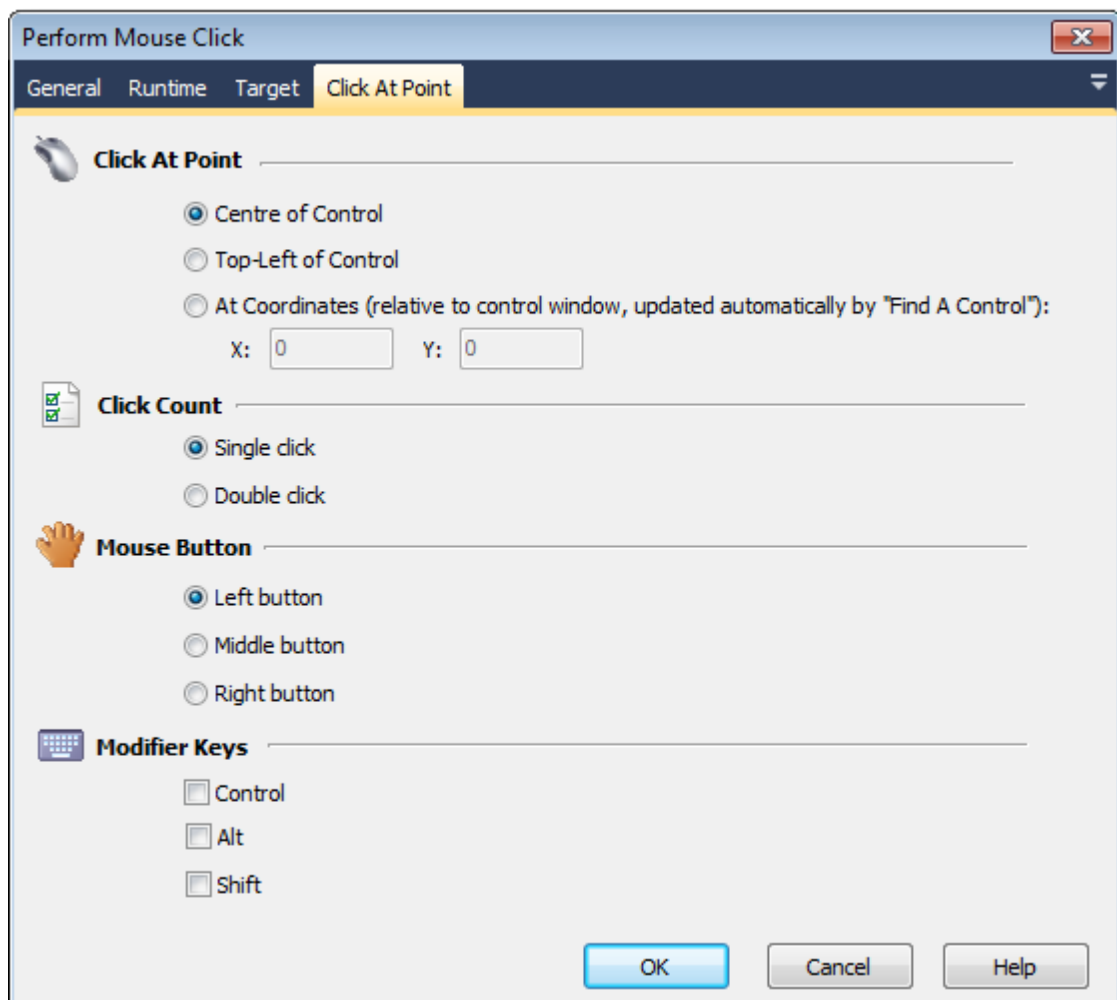 Perform Mouse Click
General Runtime Target Click At Point
Click At Point
Centre of Control
Top-Left of Control
At Coordinates (relative to control window, updated automatically by "Find A Control"):
X: 0 Y: 0
Click Count
Single click
Double click
Mouse Button
Left button
Middle button
Right button
Modifier Keys
Control
Alt
Shift
OK Cancel Help